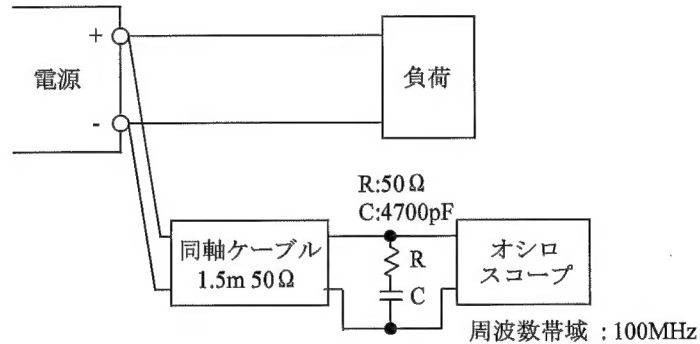 +
電源
-
負荷
R:50Ω
C:4700pF
同軸ケーブル
1.5m 50Ω
R
C
オシロ
スコープ
周波数帯域 : 100MHz